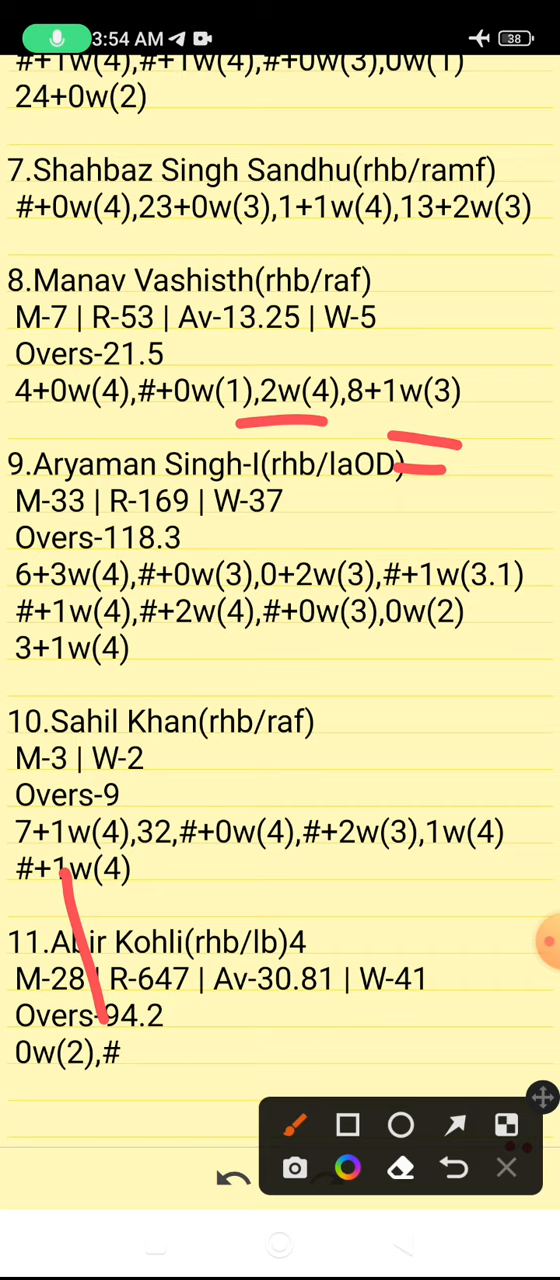 3:54 AM
38
#+1w(4),#+1w(4),#+0w(3),0w(1)
24+0w(2)
7.Shahbaz Singh Sandhu(rhb/ramf)
#+0w(4),23+0w(3),1+1w(4),13+2w(3)
8.Manav Vashisth(rhb/raf)
M-7 | R-53 | Av-13.25 | W-5
Overs-21.5
4+0w(4),#+0w(1),2w(4),8+1w(3)
9.Aryaman Singh-I(rhb/laOD)
M-33 | R-169 | W-37
Overs-118.3
6+3w(4),#+0w(3),0+2w(3),#+1w(3.1)
#+1w(4),#+2w(4),#+0w(3),0w(2)
3+1w(4)
10.Sahil Khan(rhb/raf)
M-3 | W-2
Overs-9
7+1w(4),32,#+0w(4),#+2w(3),1w(4)
#+1w(4)
11.Abir Kohli(rhb/lb)4
M-28 | R-647 | Av-30.81 | W-41
Overs-94.2
0w(2),#